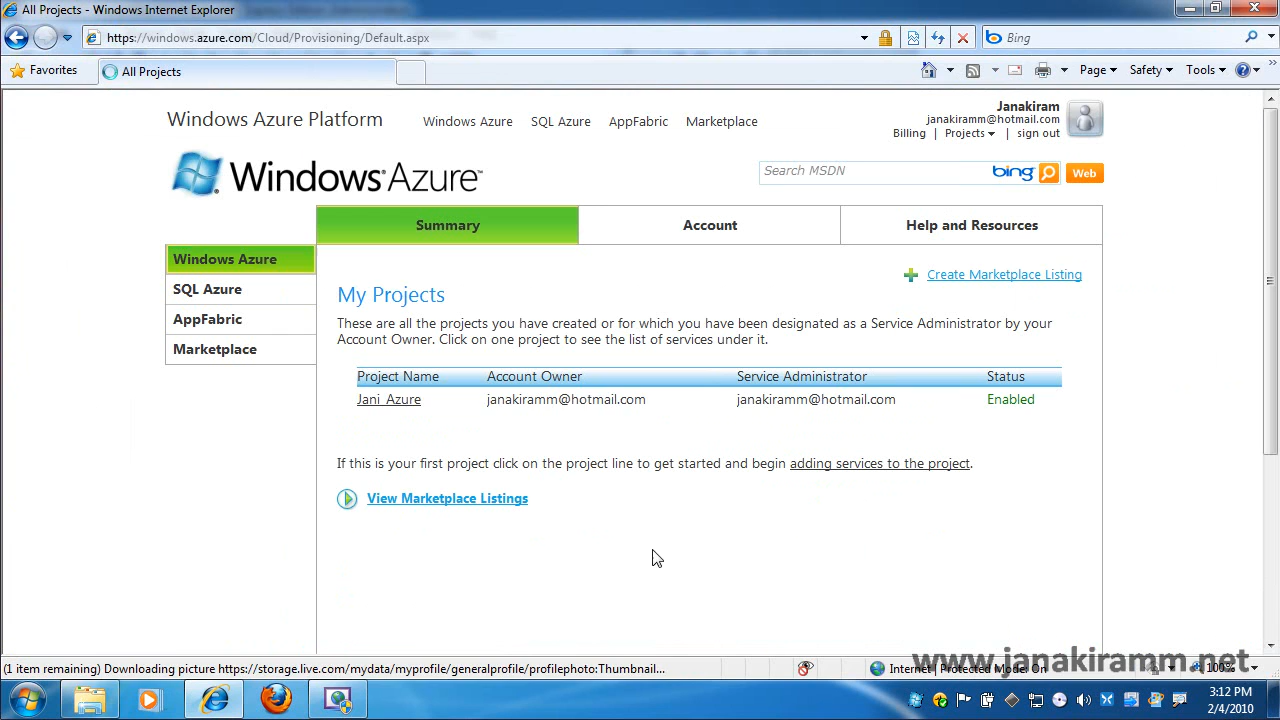 All Projects - Windows Internet Explorer
https://windows.azure.com/Cloud/Provisioning/Default.aspx
Bing
Favorites
All Projects
Page
Safety
Tools
Windows Azure Platform
Windows Azure
SQL Azure
AppFabric
Marketplace
Janakiram
janakiramm@hotmail.com
Billing | Projects | sign out
Windows Azure™
Search MSDN
bing
Web
Summary
Account
Help and Resources
Windows Azure
SQL Azure
AppFabric
Marketplace
Create Marketplace Listing
My Projects
These are all the projects you have created or for which you have been designated as a Service Administrator by your
Account Owner. Click on one project to see the list of services under it.
Project Name Account Owner Service Administrator Status
Jani_Azure janakiramm@hotmail.com janakiramm@hotmail.com Enabled
If this is your first project click on the project line to get started and begin adding services to the project.
View Marketplace Listings
(1 item remaining) Downloading picture https://storage.live.com/mydata/myprofile/generalprofile/profilephoto:Thumbnail...
Internet | Protected Mode: On
100%
www.janakiramm.net
3:12 PM
2/4/2010